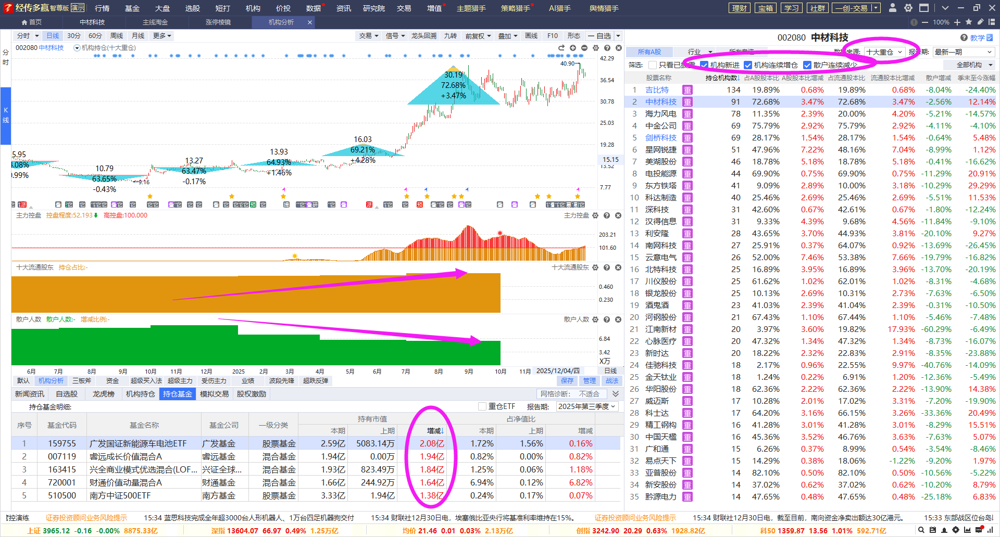 经传多赢 智尊版 演示 行情 基金 大盘 选股 短打 机构 价投 数据 资讯 研究院 交易 增值 主题猎手 策略猎手 AI猎手 舆情猎手 理财 宝箱 学习 社群 一创-交易
首页 中材科技 主线淘金 涨停棱镜 机构分析 100%
分时 日线 30分 60分 周线 月线 更多 交易 信号 龙头回溯 九转 前复权 叠加 画线 F10 形态 一自选
002080 中材科技 机构持仓(十大重仓)
分时
K线
42.29
40.90
36.54
30.78
25.03
19.28
15.15
13.52
7.77
30.19
72.68%
+3.47%
16.03
69.21%
+4.28%
13.93
64.93%
+1.46%
13.27
63.47%
-0.17%
10.79
63.65%
-0.43%
9.16
5.95
4.08%
).99%
主力控盘 控盘程度:52.193 高控盘:100.000 主力控盘
203.21
101.60
十大流通股东 持仓占比:- 十大流通股东
0.460
0.230
散户人数 散户人数:- 增减比例:- 散户人数
6.84
3.42
X万
6月 7月 8月 9月 10月 11月 12月 2025 2月 3月 4月 5月 6月 7月 8月 9月 10月 11月 2025/12/04/四 日线
默认 机构分析 三板斧 资金 超级买入法 超级主力 受伤主力 业绩 波段先锋 超跌反弹 保存 管理 战法
新闻资讯 自选股 龙虎榜 机构持仓 持仓基金 模拟交易 股权激励 网格诊断: 不适合
持仓基金明细: 重仓ETF 报告期: 2025年第三季度
序号 基金代码 基金名称 基金公司 一级分类 持有市值 占净值比
本期 上期 增减↓ 本期 上期 增减
1 159755 广发国证新能源车电池ETF 广发基金 股票基金 2.59亿 5083.14万 2.08亿 1.72% 1.56% 0.16%
2 007119 睿远成长价值混合A 睿远基金 混合基金 1.94亿 0.00万 1.94亿 0.82% 0.00% 0.82%
3 163415 兴全商业模式优选混合(LOF... 兴证全球... 混合基金 1.93亿 823.49万 1.84亿 1.25% 0.06% 1.18%
4 720001 财通价值动量混合A 财通基金 混合基金 1.66亿 244.92万 1.64亿 6.94% 0.12% 6.82%
5 510500 南方中证500ETF 南方基金 股票基金 3.33亿 1.94亿 1.38亿 0.24% 0.17% 0.07%
002080 中材科技 教学
所有A股 行业 十大重仓 最新一期
筛选: 只看已披露 机构新进 机构连续增仓 散户连续减少 全部机构
股票名称 持仓机构数↓ 占A股股本比 A股股本比增减 占流通股本比 流通股本比增减 散户增减 季末至今涨幅
1 吉比特 重 134 19.89% 0.68% 19.89% 0.68% -8.04% -24.40%
2 中材科技 重 91 72.68% 3.47% 72.68% 3.47% -2.56% 12.14%
3 海力风电 重 78 11.35% 2.39% 20.00% 4.20% -5.21% -14.57%
4 中金公司 重 69 75.79% 2.92% 75.79% 2.92% -4.11% -4.10%
5 剑桥科技 重 69 28.17% 1.54% 28.17% 1.54% -0.64% 5.48%
6 星网锐捷 重 51 47.96% 7.22% 48.16% 7.04% -8.99% 1.12%
7 美湖股份 重 46 18.78% 5.18% 18.78% 5.18% -0.41% -16.62%
8 电投能源 重 44 69.90% 0.75% 69.90% 0.75% -11.29% 20.91%
9 东方铁塔 重 41 9.09% 2.89% 10.00% 3.18% -10.29% 29.29%
10 科达制造 重 40 25.46% 2.69% 25.46% 2.69% -5.51% 11.53%
11 深科技 重 31 42.60% 0.67% 42.61% 0.67% -1.80% -12.24%
12 汉得信息 重 31 9.33% 4.39% 9.68% 4.56% -11.84% -9.10%
13 利安隆 重 28 43.65% 3.70% 44.93% 3.81% -20.10% 9.27%
14 南网科技 重 27 25.91% 0.37% 64.07% 0.92% -13.69% -26.45%
15 云意电气 重 26 52.00% 7.46% 53.38% 7.66% -19.79% -16.82%
16 北特科技 重 25 16.89% 3.95% 16.89% 3.96% -13.70% -20.19%
17 川仪股份 重 25 61.62% 1.02% 62.01% 1.02% -8.31% -4.68%
18 银龙股份 重 25 10.13% 2.69% 10.31% 2.73% -7.63% -6.50%
19 酒鬼酒 重 23 41.03% 2.39% 41.04% 2.39% -0.31% -10.50%
20 河钢股份 重 21 67.43% 1.10% 67.44% 1.10% -5.46% -7.48%
21 江南新材 重 20 3.97% 3.60% 19.82% 17.93% -60.29% -6.49%
22 心脉医疗 重 20 47.32% 1.34% 47.32% 1.34% -8.73% -16.07%
23 新时达 重 20 18.22% 2.32% 22.83% 2.91% -8.35% -23.88%
24 佳驰科技 重 18 2.17% 0.96% 22.55% 9.97% -40.76% -14.09%
25 金天钛业 重 18 1.24% 0.22% 6.91% 1.20% -12.36% -5.49%
26 华阳股份 重 18 62.36% 2.22% 62.36% 2.22% -13.90% 14.38%
27 威迈斯 重 17 10.28% 2.01% 17.02% 3.31% -7.20% -19.90%
28 科士达 重 17 64.20% 3.16% 66.15% 3.26% -33.36% 20.49%
29 精工钢构 重 16 41.28% 3.01% 41.28% 3.01% -8.29% 15.51%
30 中国天楹 重 16 45.36% 3.52% 46.76% 3.63% -7.63% 5.07%
31 广和通 重 15 6.26% 0.37% 8.99% 0.54% -3.54% -8.46%
32 易点天下 重 15 14.29% 0.38% 18.06% -1.22% -9.20% 1.97%
33 亚普股份 重 14 82.10% 0.50% 82.10% 0.50% -10.56% -5.22%
34 新安股份 重 14 37.02% 0.62% 37.02% 0.62% -10.20% 8.79%
35 黔源电力 重 14 47.65% 0.48% 47.65% 0.48% -25.18% 6.83%
控演练 证券投资顾问业务风险提示 15:34 蓝思科技完成全年超3000台人形机器人、1万台四足机器狗交付 15:34 财联社12月30日电，埃塞俄比亚央行将基准利率维持在15%。 证券投资顾问业务风险提示 15:34 财联社12月30日电，截至目前，南向资金净卖出额达30亿港元。 15:33 东部战区位台岛
上证 3965.12 -0.16 -0.00% 8875.33亿 深指 13604.07 66.97 0.49% 1.25万亿 均价 21.46 0.01 0.03% 2.13万亿 创指 3242.90 20.29 0.63% 1928.82亿 科50 1359.87 13.56 1.01% 592.71亿